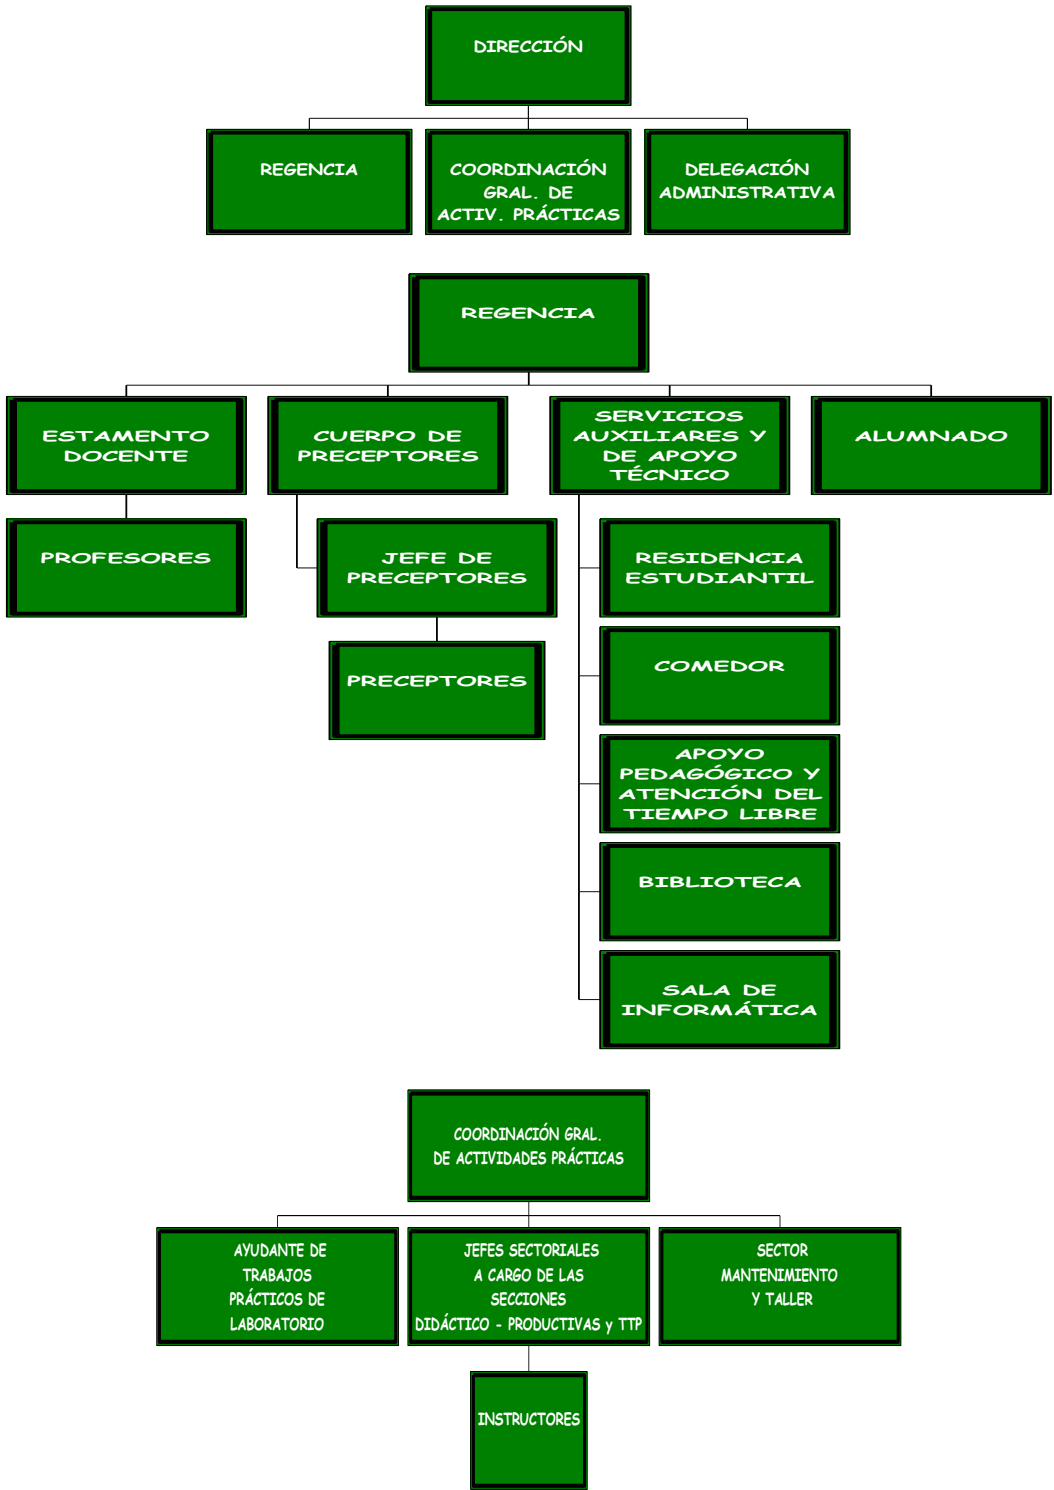 DIRECCIÓN
REGENCIA
COORDINACIÓN
GRAL. DE
ACTIV. PRÁCTICAS
DELEGACIÓN
ADMINISTRATIVA
REGENCIA
ESTAMENTO
DOCENTE
CUERPO DE
PRECEPTORES
SERVICIOS
AUXILIARES Y
DE APOYO
TÉCNICO
ALUMNADO
PROFESORES
JEFE DE
PRECEPTORES
PRECEPTORES
RESIDENCIA
ESTUDIANTIL
COMEDOR
APOYO
PEDAGÓGICO Y
ATENCIÓN DEL
TIEMPO LIBRE
BIBLIOTECA
SALA DE
INFORMÁTICA
COORDINACIÓN GRAL.
DE ACTIVIDADES PRÁCTICAS
AYUDANTE DE
TRABAJOS
PRÁCTICOS DE
LABORATORIO
JEFES SECTORIALES
A CARGO DE LAS
SECCIONES
DIDÁCTICO - PRODUCTIVAS y TTP
SECTOR
MANTENIMIENTO
Y TALLER
INSTRUCTORES